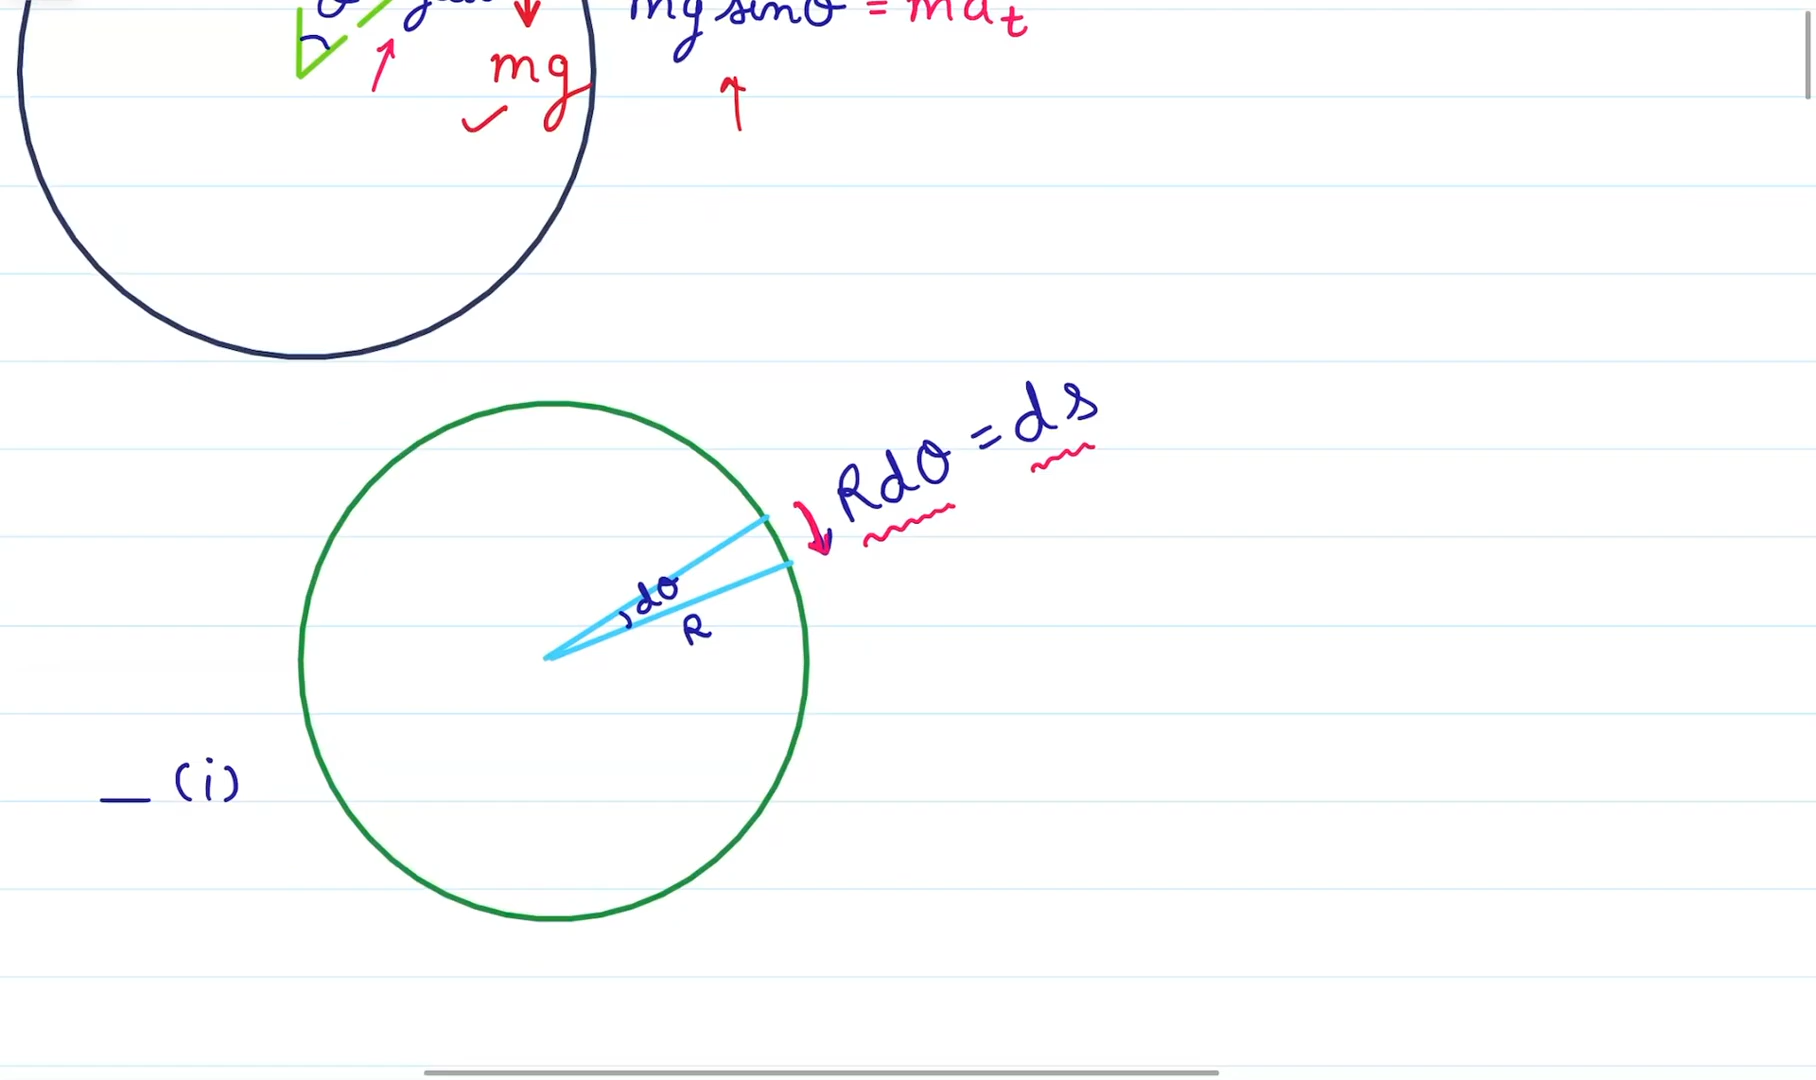 θ
mg sinθ = ma_t
mg
Rdθ = ds
dθ
R
— (i)